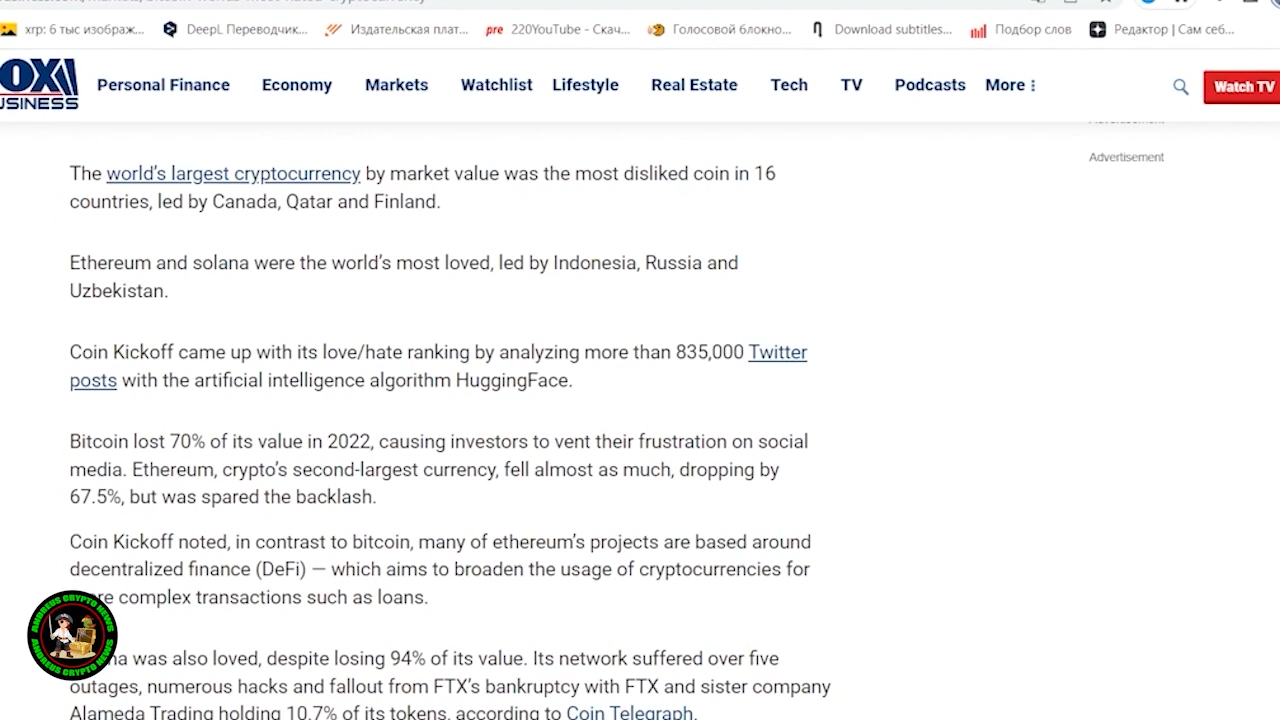 xrp: 6 тыс изображ...
DeepL Переводчик...
Издательская плат...
pre 220YouTube - Скач...
Голосовой блокно...
Download subtitles...
Подбор слов
Редактор | Сам себ...
OX
USINESS
Personal Finance
Economy
Markets
Watchlist
Lifestyle
Real Estate
Tech
TV
Podcasts
More
Watch TV
Advertisement
The world's largest cryptocurrency by market value was the most disliked coin in 16
countries, led by Canada, Qatar and Finland.
Ethereum and solana were the world's most loved, led by Indonesia, Russia and
Uzbekistan.
Coin Kickoff came up with its love/hate ranking by analyzing more than 835,000 Twitter
posts with the artificial intelligence algorithm HuggingFace.
Bitcoin lost 70% of its value in 2022, causing investors to vent their frustration on social
media. Ethereum, crypto's second-largest currency, fell almost as much, dropping by
67.5%, but was spared the backlash.
Coin Kickoff noted, in contrast to bitcoin, many of ethereum's projects are based around
decentralized finance (DeFi) — which aims to broaden the usage of cryptocurrencies for
complex transactions such as loans.
was also loved, despite losing 94% of its value. Its network suffered over five
outages, numerous hacks and fallout from FTX's bankruptcy with FTX and sister company
Alameda Trading holding 10.7% of its tokens, according to Coin Telegraph.
ANDREUS CRYPTO NEWS
ANDREUS CRYPTO NEWS